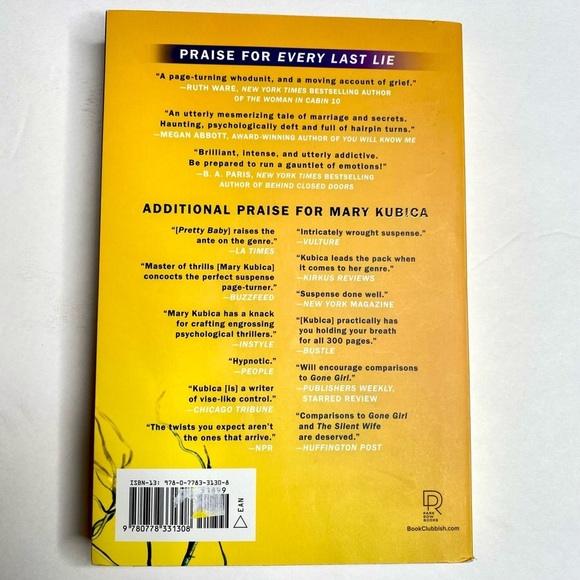 PRAISE FOR EVERY LAST LIE
“A page-turning whodunit, and a moving account of grief.”
—RUTH WARE, NEW YORK TIMES BESTSELLING AUTHOR
OF THE WOMAN IN CABIN 10
“An utterly mesmerizing tale of marriage and secrets.
Haunting, psychologically deft and full of hairpin turns.”
—MEGAN ABBOTT, AWARD-WINNING AUTHOR OF YOU WILL KNOW ME
“Brilliant, intense, and utterly addictive.
Be prepared to run a gauntlet of emotions!”
—B. A. PARIS, NEW YORK TIMES BESTSELLING
AUTHOR OF BEHIND CLOSED DOORS
ADDITIONAL PRAISE FOR MARY KUBICA
“[Pretty Baby] raises the
ante on the genre.”
—LA TIMES
“Master of thrills [Mary Kubica]
concocts the perfect suspense
page-turner.”
—BUZZFEED
“Mary Kubica has a knack
for crafting engrossing
psychological thrillers.”
—INSTYLE
“Hypnotic.”
—PEOPLE
“Kubica [is] a writer
of vise-like control.”
—CHICAGO TRIBUNE
“The twists you expect aren’t
the ones that arrive.”
—NPR
“Intricately wrought suspense.”
—VULTURE
“Kubica leads the pack when
it comes to her genre.”
—KIRKUS REVIEWS
“Suspense done well.”
—NEW YORK MAGAZINE
“[Kubica] practically has
you holding your breath
for all 300 pages.”
—BUSTLE
“Will encourage comparisons
to Gone Girl.”
—PUBLISHERS WEEKLY,
STARRED REVIEW
“Comparisons to Gone Girl
and The Silent Wife
are deserved.”
—HUFFINGTON POST
ISBN-13: 978-0-7783-3130-8
EAN
9 780778 331308
PARK
ROW
BOOKS
BookClubbish.com